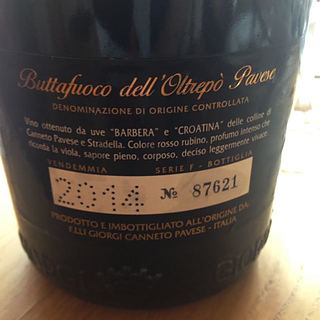 Buttafuoco dell'Oltrepò Pavese
DENOMINAZIONE DI ORIGINE CONTROLLATA
Vino ottenuto da uve "BARBERA" e "CROATINA" delle colline di
Canneto Pavese e Stradella. Colore rosso rubino, profumo intenso che
ricorda la viola, sapore pieno, corposo, deciso leggermente vivace.
VENDEMMIA SERIE F - BOTTIGLIA
2014 № 87621
PRODOTTO E IMBOTTIGLIATO ALL'ORIGINE DA:
F.LLI GIORGI CANNETO PAVESE - ITALIA